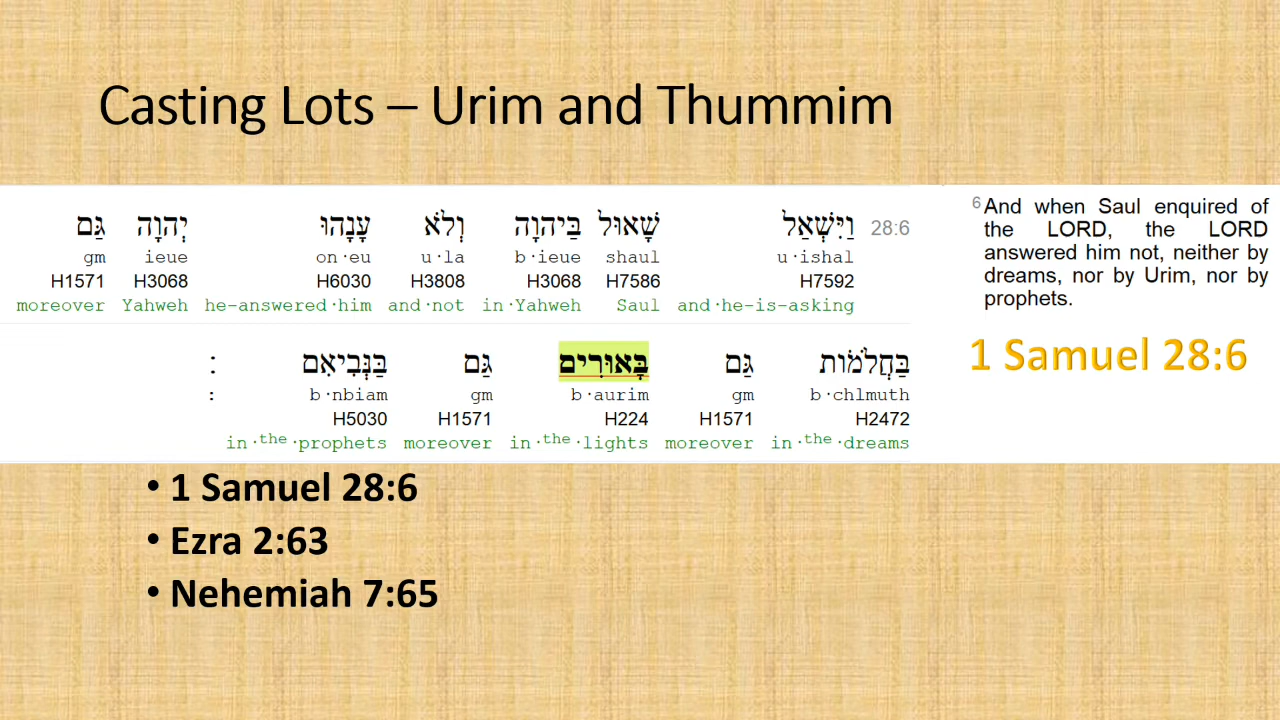 Casting Lots – Urim and Thummim
28:6 וַיִּשְׁאַל שָׁאוּל בַּיהוָה וְלֹא עָנָהוּ יְהוָה גַּם
gm ieue on·eu u·la b·ieue shaul u·ishal
H1571 H3068 H6030 H3808 H3068 H7586 H7592
moreover Yahweh he-answered·him and·not in·Yahweh Saul and·he-is-asking
בַּחֲלֹמוֹת גַּם בָּאוּרִים גַּם בַּנְּבִיאִם :
: b·nbiam gm b·aurim gm b·chlmuth
H5030 H1571 H224 H1571 H2472
in·the·prophets moreover in·the·lights moreover in·the·dreams
6 And when Saul enquired of
the LORD, the LORD
answered him not, neither by
dreams, nor by Urim, nor by
prophets.
1 Samuel 28:6
• 1 Samuel 28:6
• Ezra 2:63
• Nehemiah 7:65